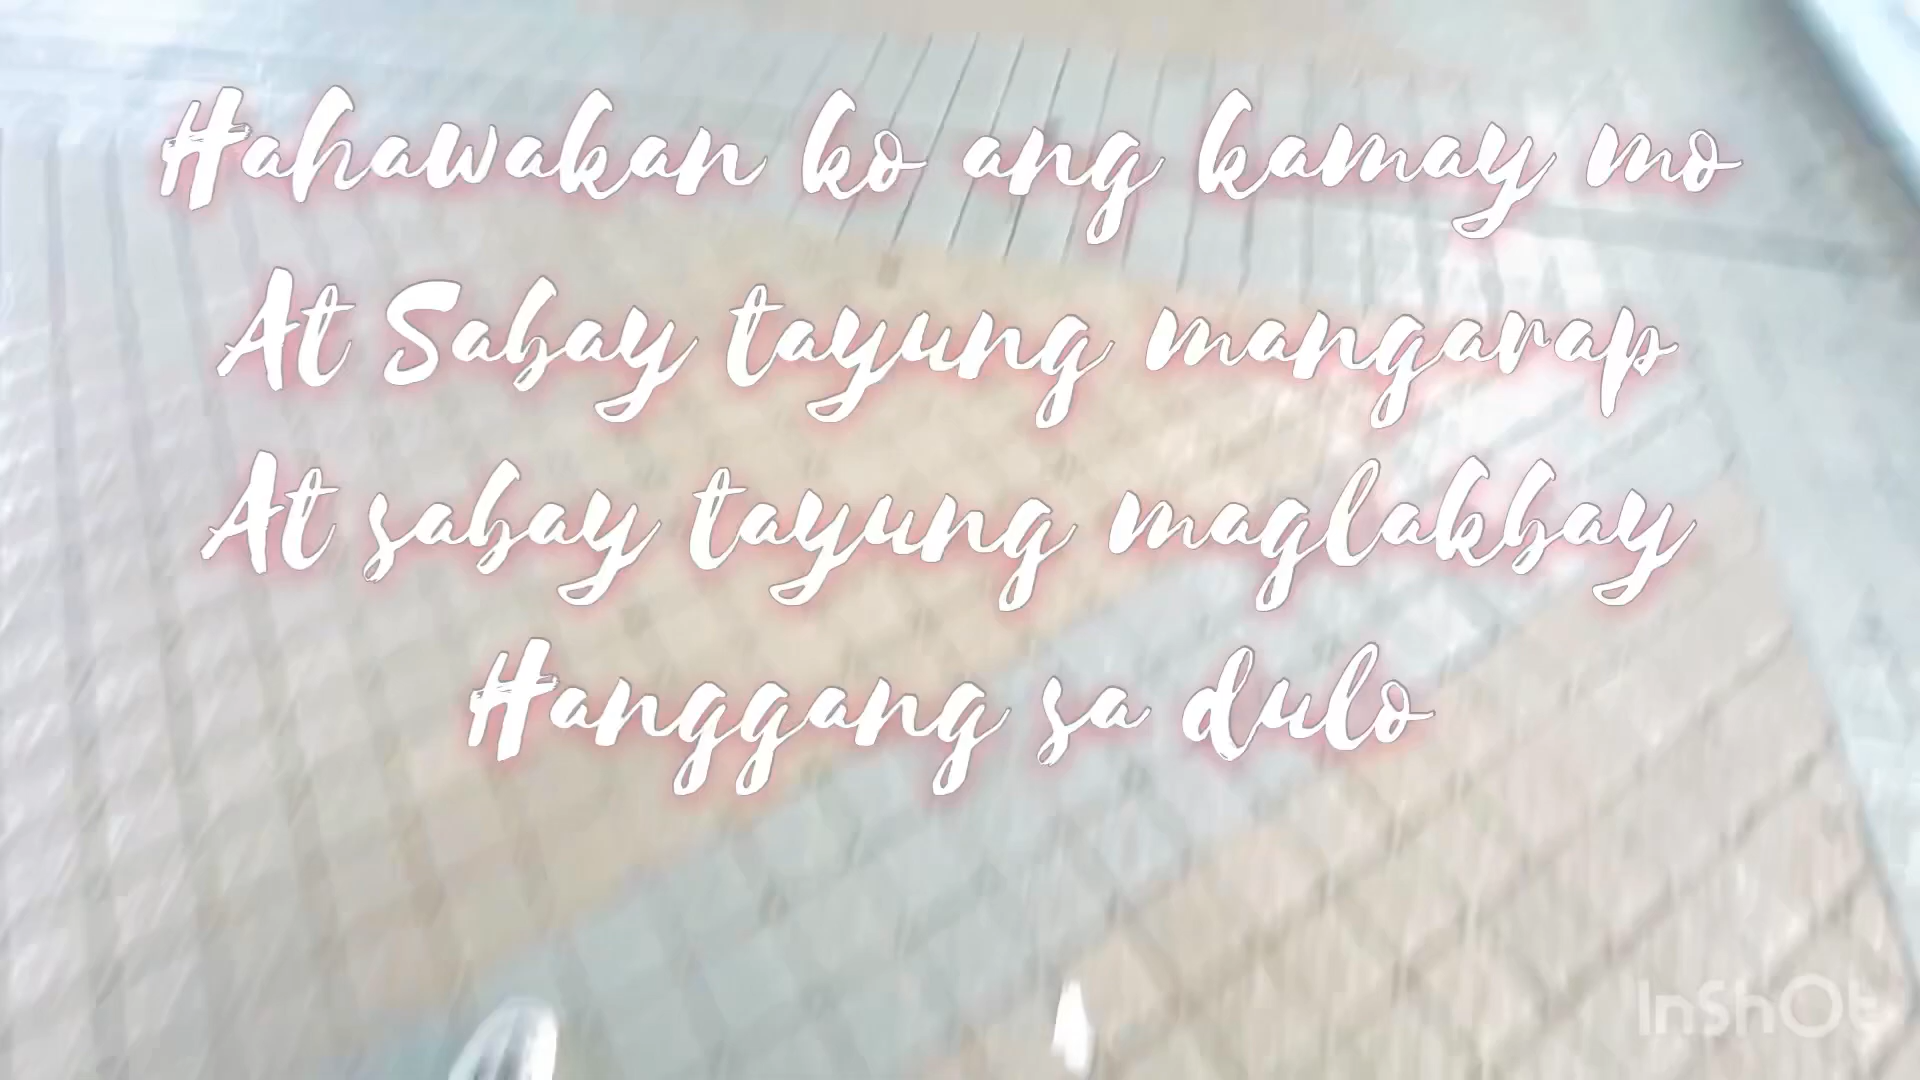 Hahawakan ko ang kamay mo
At Sabay tayung mangarap
At sabay tayung maglakbay
Hanggang sa dulo
InShOt